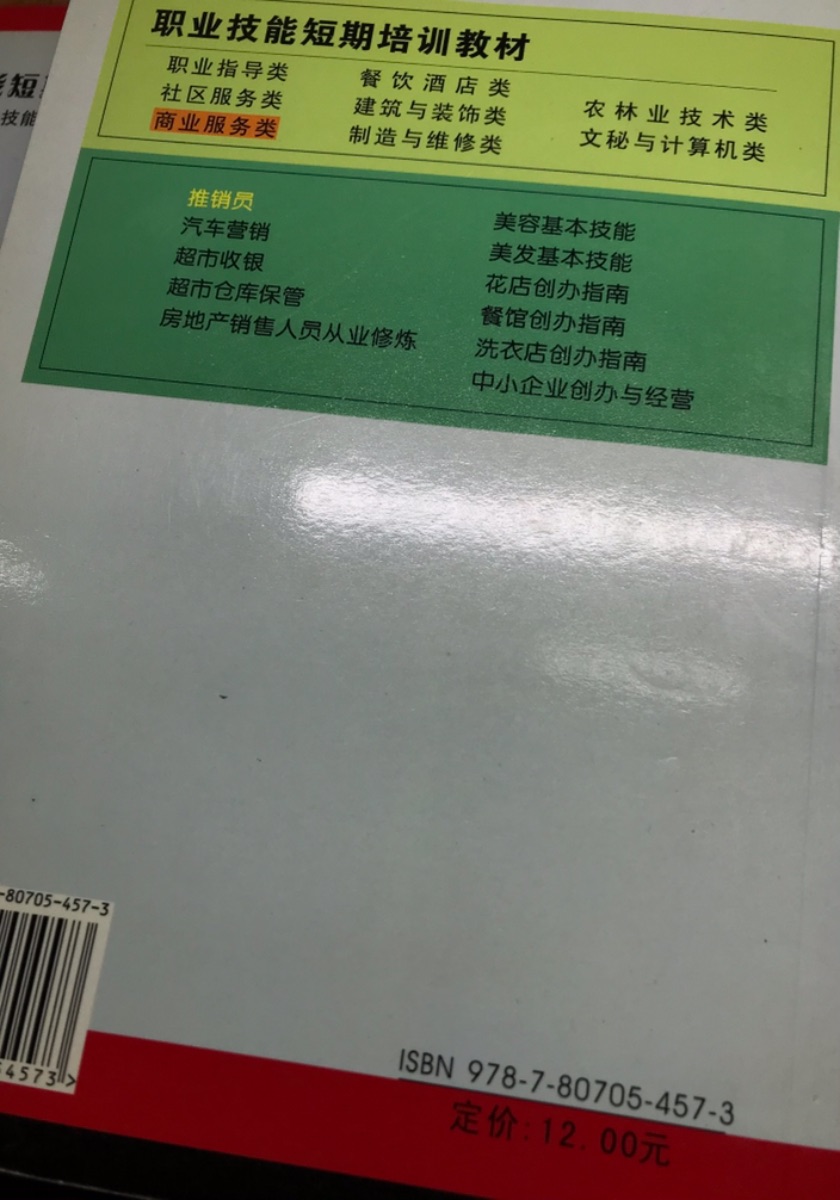 职业技能短期培训教材
职业指导类
社区服务类
商业服务类
餐饮酒店类
建筑与装饰类
制造与维修类
农林业技术类
文秘与计算机类
推销员
汽车营销
超市收银
超市仓库保管
房地产销售人员从业修炼
美容基本技能
美发基本技能
花店创办指南
餐馆创办指南
洗衣店创办指南
中小企业创办与经营
能短
技能
-80705-457-3
4573>
ISBN 978-7-80705-457-3
定价:12.00元